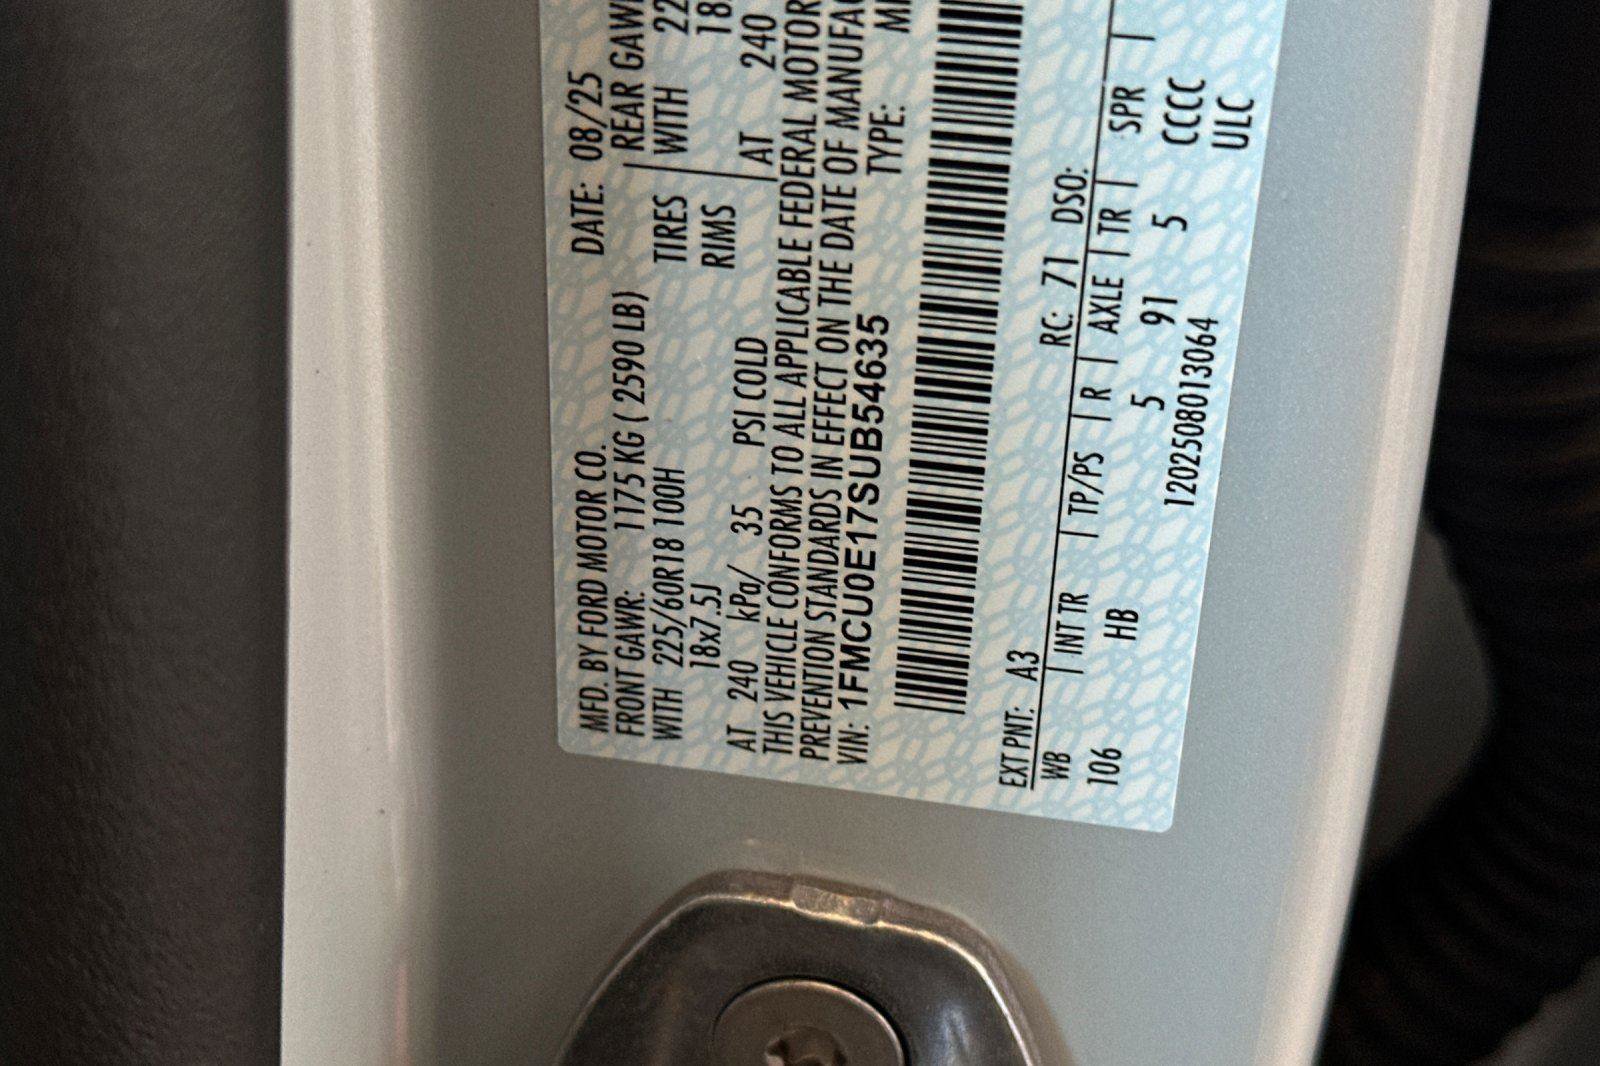 MFD. BY FORD MOTOR CO.
DATE: 08/25
FRONT GAWR: 1175 KG ( 2590 LB)
REAR GAWR
WITH 225/60R18 100H TIRES
WITH
18x7.5J RIMS
AT 240 kPa/ 35 PSI COLD
AT 240
THIS VEHICLE CONFORMS TO ALL APPLICABLE FEDERAL MOTOR
PREVENTION STANDARDS IN EFFECT ON THE DATE OF MANUFAC
VIN: 1FMCU0E17SUB54635
TYPE:
EXT PNT: A3 RC: 71 DSO:
WB | INT TR | TP/PS | R | AXLE | TR | SPR |
106 HB 5 91 5 CCCC
1202508013064 ULC